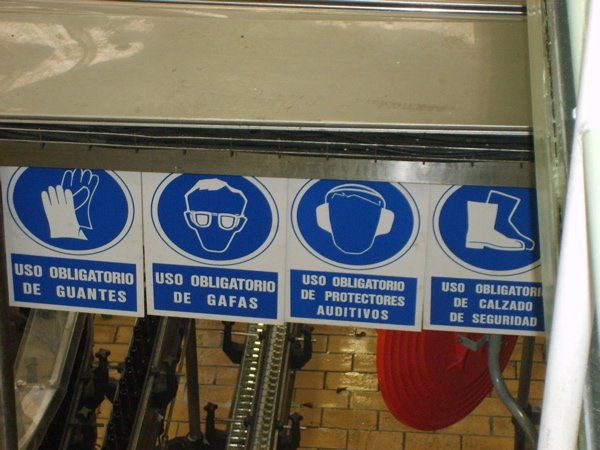 USO OBLIGATORIO
DE GUANTES
USO OBLIGATORIO
DE GAFAS
USO OBLIGATORIO
DE PROTECTORES
AUDITIVOS
USO OBLIGATORIO
DE CALZADO
DE SEGURIDAD